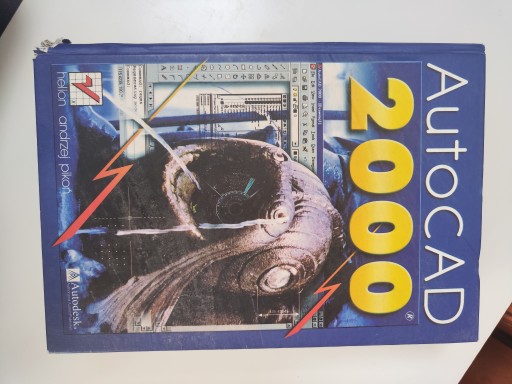 AutoCAD
2000
®
helion andrzej pikoń
Autodesk